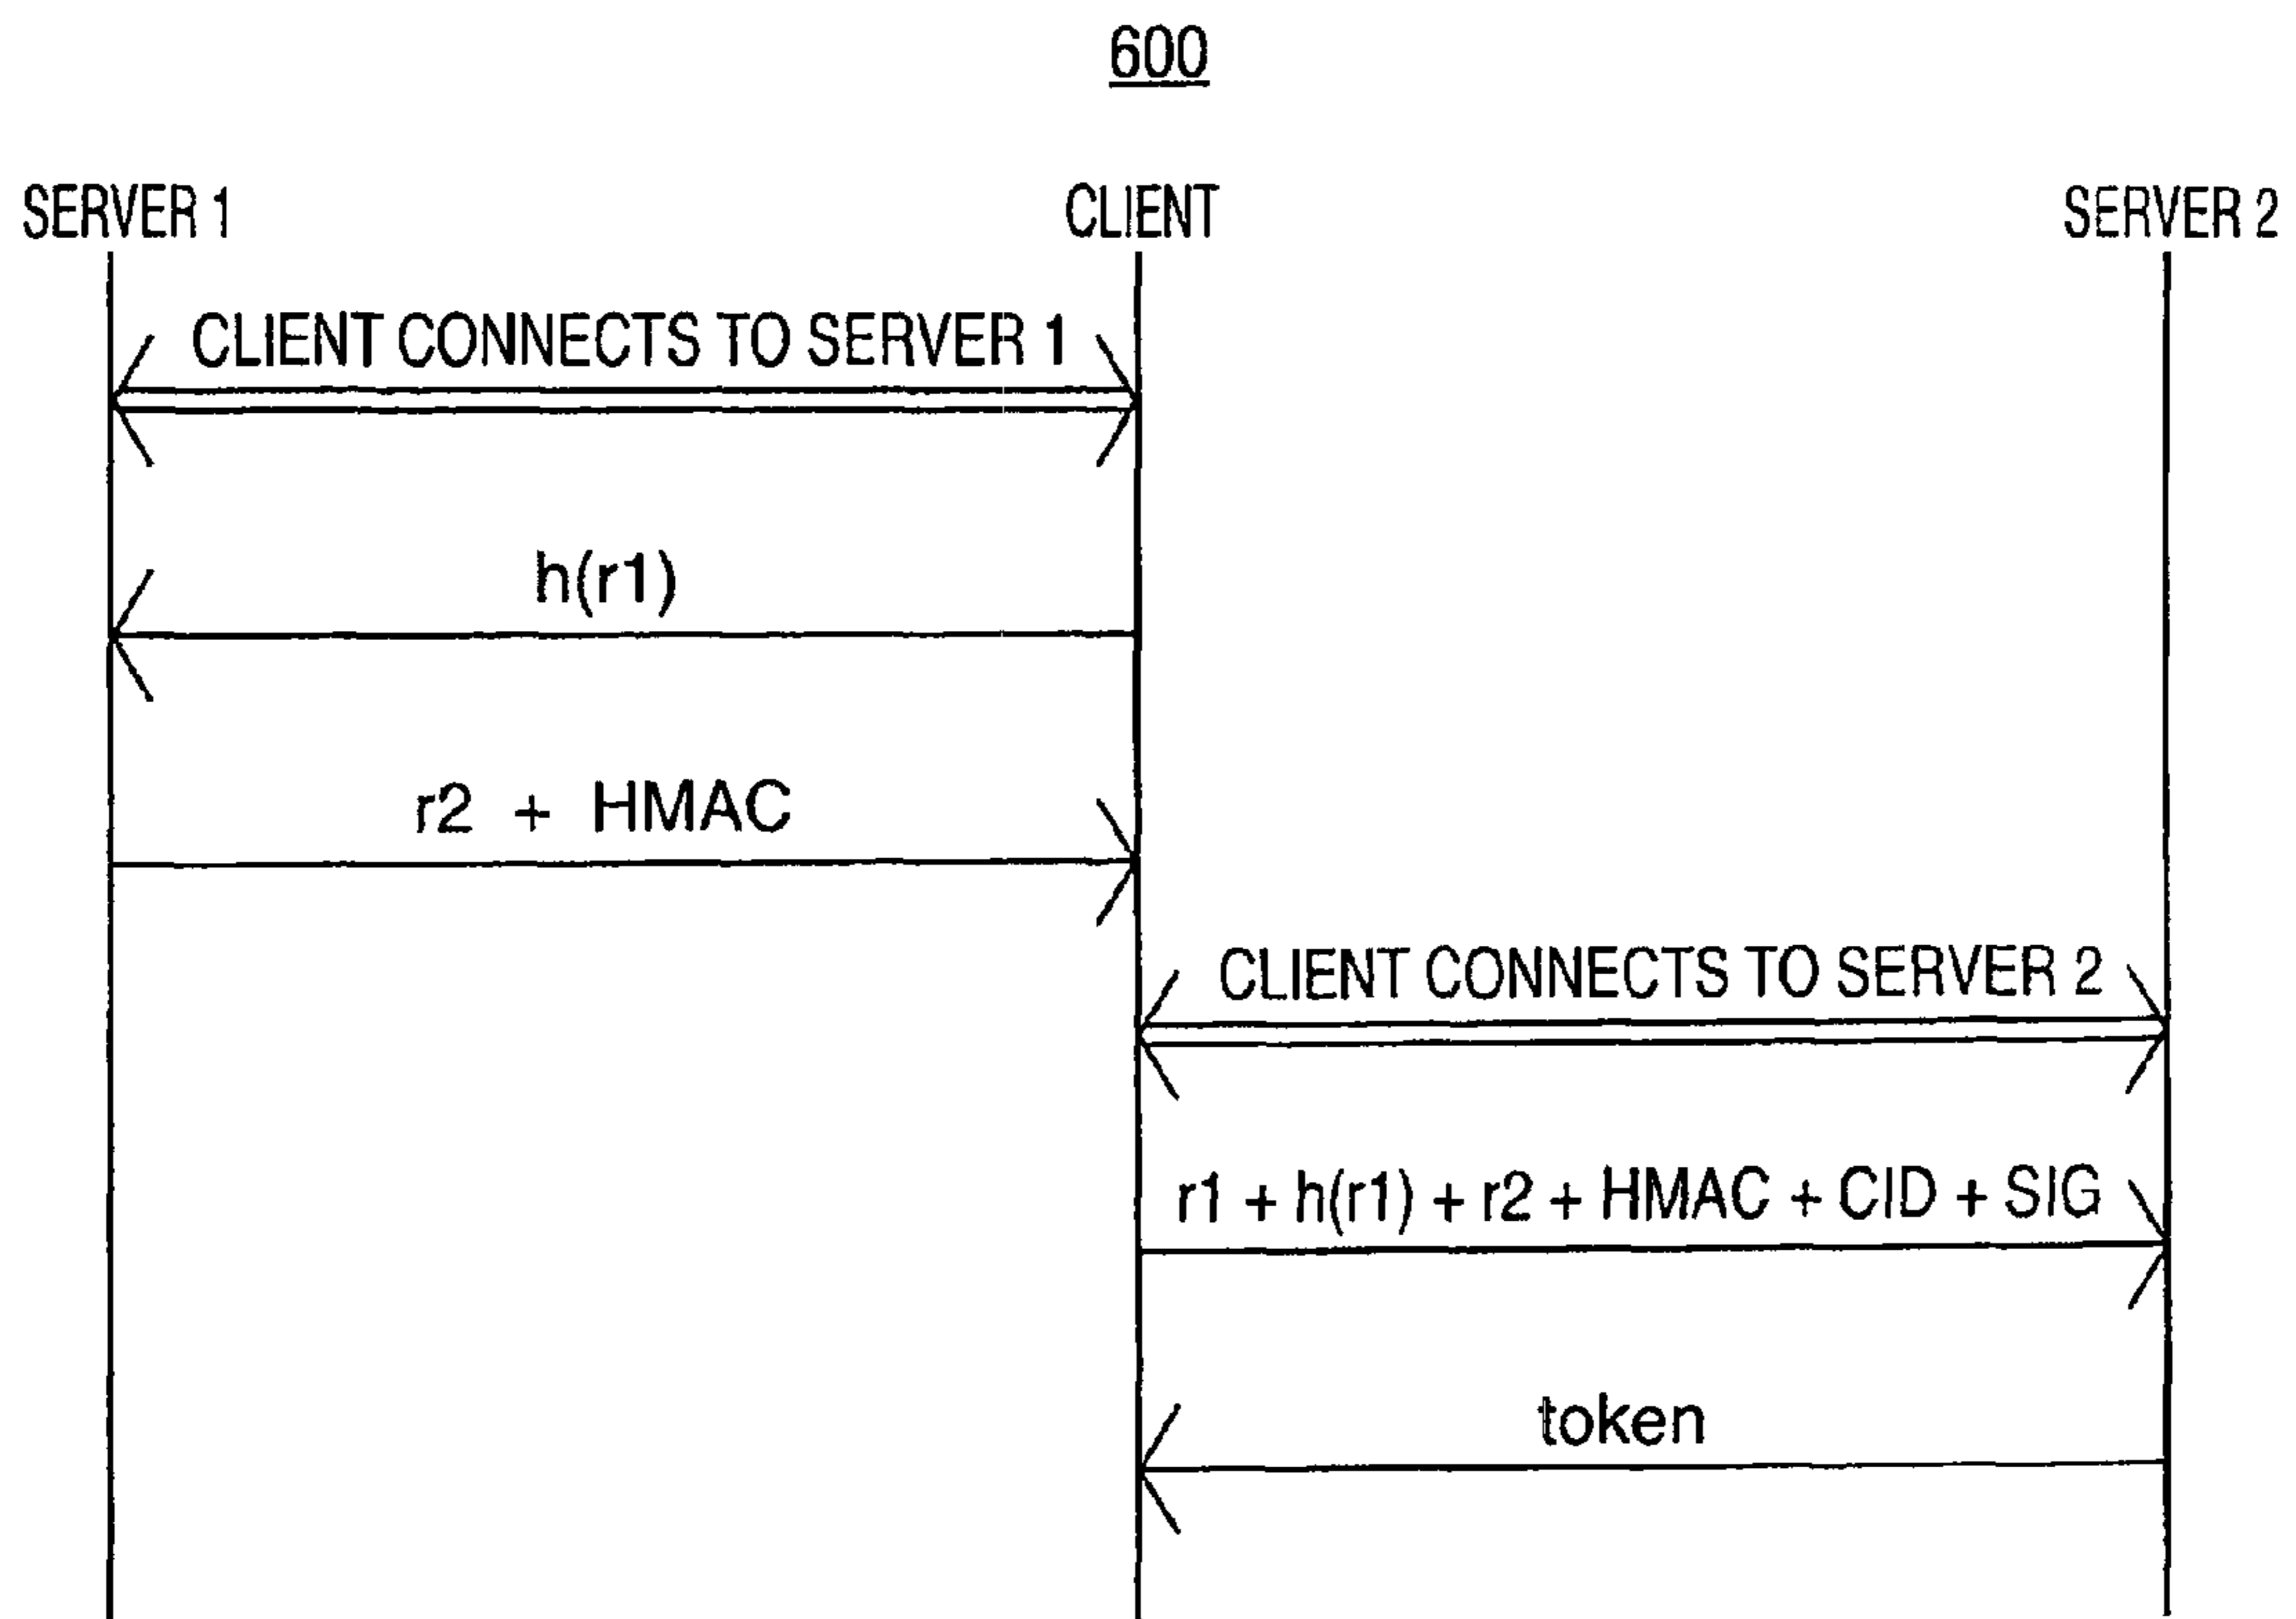 600
SERVER 1
CLIENT
SERVER 2
CLIENT CONNECTS TO SERVER 1
h(r1)
r2 + HMAC
CLIENT CONNECTS TO SERVER 2
r1 + h(r1) + r2 + HMAC + CID + SIG
token